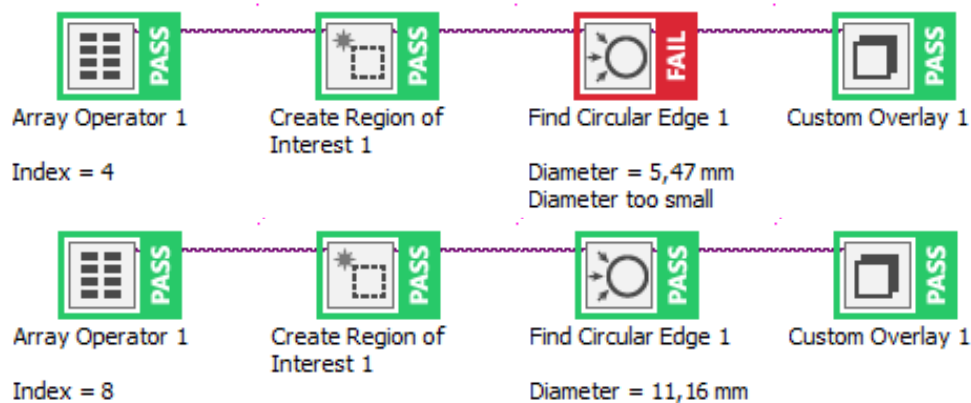 PASS PASS FAIL PASS
Array Operator 1 Create Region of Interest 1 Find Circular Edge 1 Custom Overlay 1
Index = 4 Diameter = 5,47 mm
Diameter too small
PASS PASS PASS PASS
Array Operator 1 Create Region of Interest 1 Find Circular Edge 1 Custom Overlay 1
Index = 8 Diameter = 11,16 mm